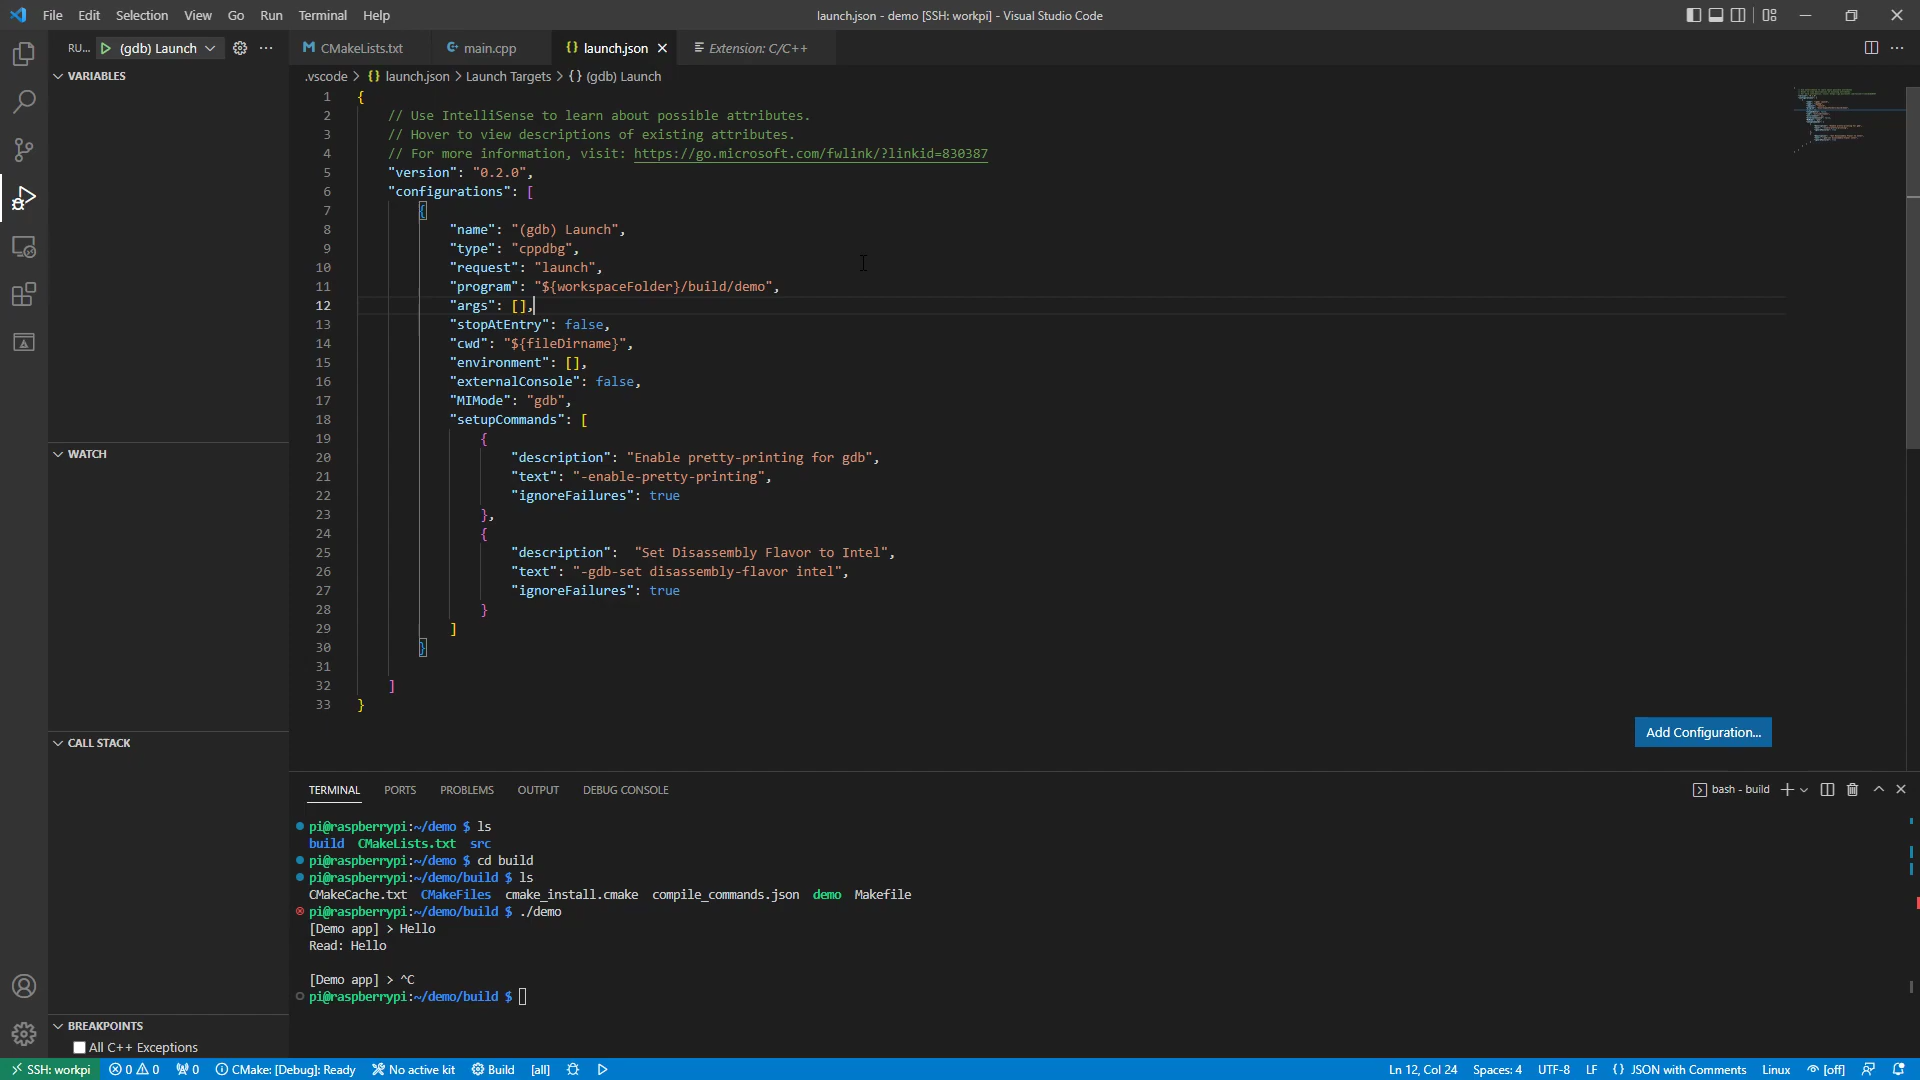 File Edit Selection View Go Run Terminal Help
launch.json - demo [SSH: workpi] - Visual Studio Code
RU... (gdb) Launch
CMakeLists.txt main.cpp {} launch.json Extension: C/C++
VARIABLES
.vscode > {} launch.json > Launch Targets > {} (gdb) Launch
1 {
2 // Use IntelliSense to learn about possible attributes.
3 // Hover to view descriptions of existing attributes.
4 // For more information, visit: https://go.microsoft.com/fwlink/?linkid=830387
5 "version": "0.2.0",
6 "configurations": [
7 {
8 "name": "(gdb) Launch",
9 "type": "cppdbg",
10 "request": "launch",
11 "program": "${workspaceFolder}/build/demo",
12 "args": [],
13 "stopAtEntry": false,
14 "cwd": "${fileDirname}",
15 "environment": [],
16 "externalConsole": false,
17 "MIMode": "gdb",
18 "setupCommands": [
19 {
20 "description": "Enable pretty-printing for gdb",
21 "text": "-enable-pretty-printing",
22 "ignoreFailures": true
23 },
24 {
25 "description":  "Set Disassembly Flavor to Intel",
26 "text": "-gdb-set disassembly-flavor intel",
27 "ignoreFailures": true
28 }
29 ]
30 }
31
32 ]
33 }
WATCH
CALL STACK
BREAKPOINTS
All C++ Exceptions
Add Configuration...
TERMINAL PORTS PROBLEMS OUTPUT DEBUG CONSOLE
bash - build
pi@raspberrypi:~/demo $ ls
build CMakeLists.txt src
pi@raspberrypi:~/demo $ cd build
pi@raspberrypi:~/demo/build $ ls
CMakeCache.txt CMakeFiles cmake_install.cmake compile_commands.json demo Makefile
pi@raspberrypi:~/demo/build $ ./demo
[Demo app] > Hello
Read: Hello
[Demo app] > ^C
pi@raspberrypi:~/demo/build $
SSH: workpi 0 0 0 CMake: [Debug]: Ready No active kit Build [all]
Ln 12, Col 24 Spaces: 4 UTF-8 LF {} JSON with Comments Linux [off]